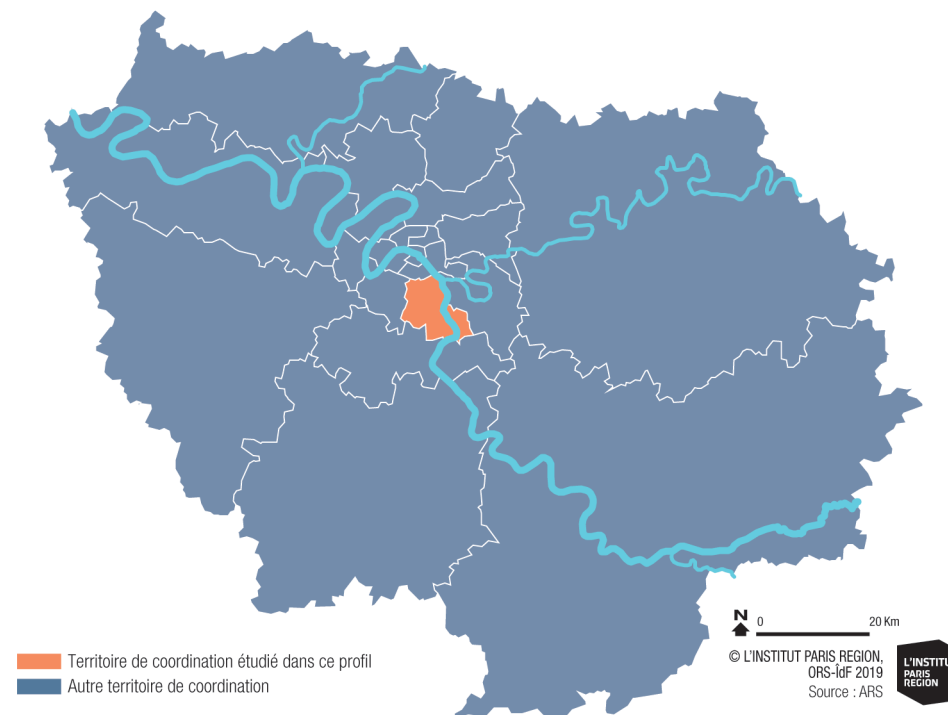 N
0 20 Km
Territoire de coordination étudié dans ce profil
Autre territoire de coordination
© L'INSTITUT PARIS REGION,
ORS-ÎdF 2019
Source : ARS
L'INSTITU
PARIS
REGION